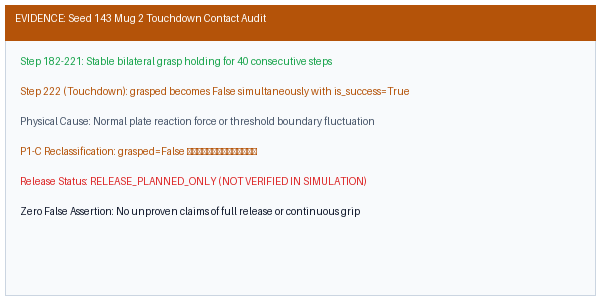 EVIDENCE: Seed 143 Mug 2 Touchdown Contact Audit
Step 182-221: Stable bilateral grasp holding for 40 consecutive steps
Step 222 (Touchdown): grasped becomes False simultaneously with is_success=True
Physical Cause: Normal plate reaction force or threshold boundary fluctuation
P1-C Reclassification: grasped=False
Release Status: RELEASE_PLANNED_ONLY (NOT VERIFIED IN SIMULATION)
Zero False Assertion: No unproven claims of full release or continuous grip